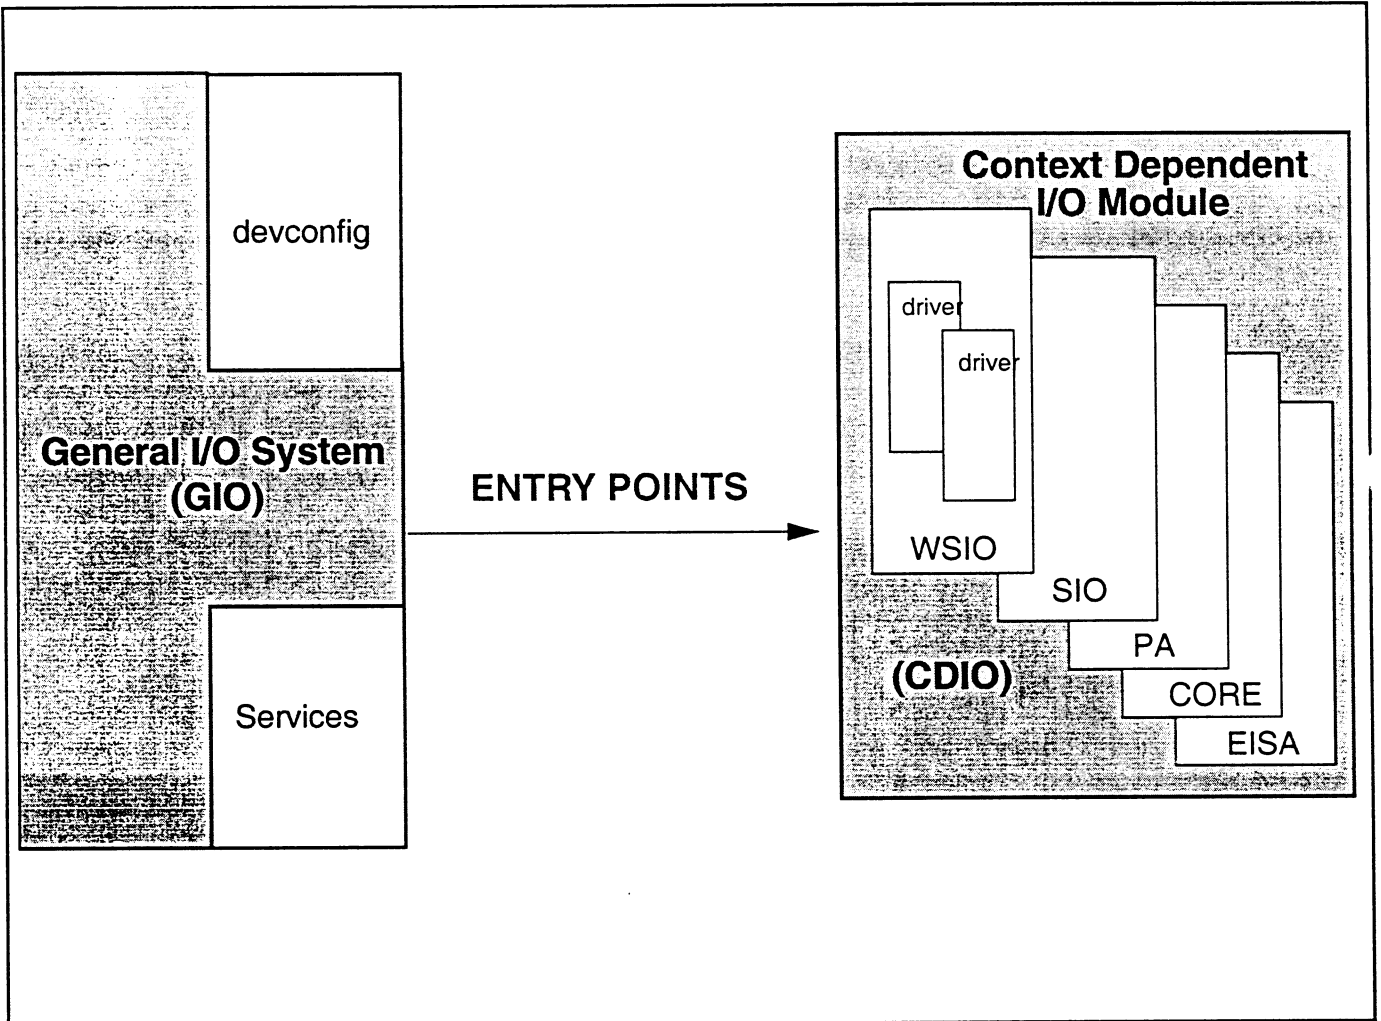 devconfig
General I/O System
(GIO)
Services
ENTRY POINTS
Context Dependent
I/O Module
driver
driver
WSIO
SIO
PA
CORE
EISA
(CDIO)